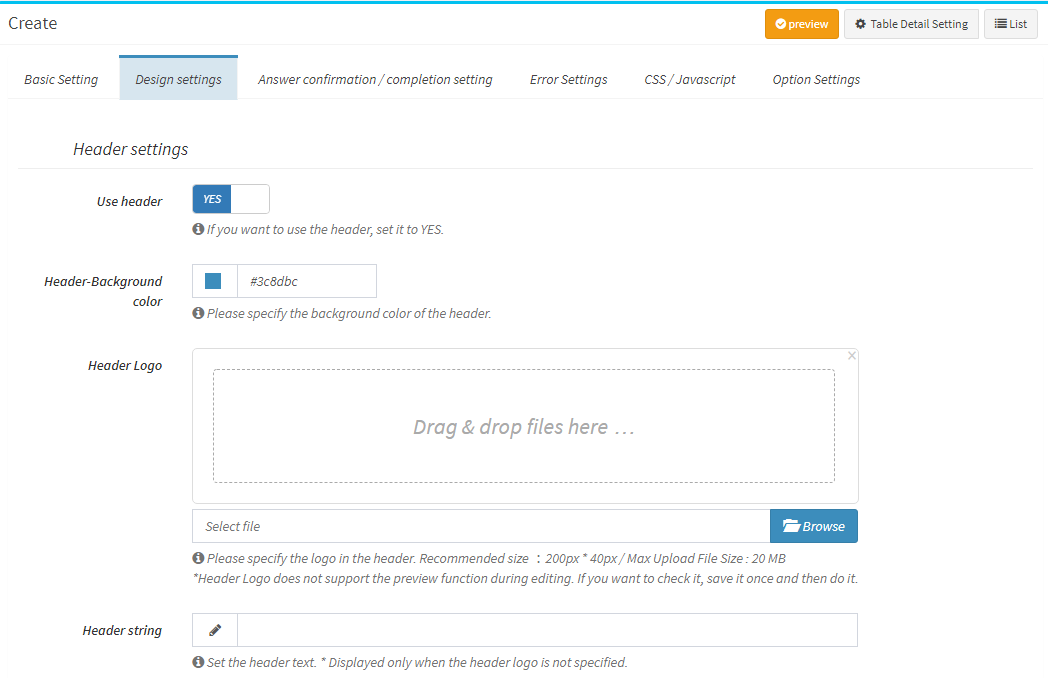 Create
preview
Table Detail Setting
List
Basic Setting
Design settings
Answer confirmation / completion setting
Error Settings
CSS / Javascript
Option Settings
Header settings
Use header
YES
If you want to use the header, set it to YES.
Header-Background
color
#3c8dbc
Please specify the background color of the header.
Header Logo
×
Drag & drop files here …
Select file
Browse
Please specify the logo in the header. Recommended size ：200px * 40px / Max Upload File Size : 20 MB
*Header Logo does not support the preview function during editing. If you want to check it, save it once and then do it.
Header string
Set the header text. * Displayed only when the header logo is not specified.